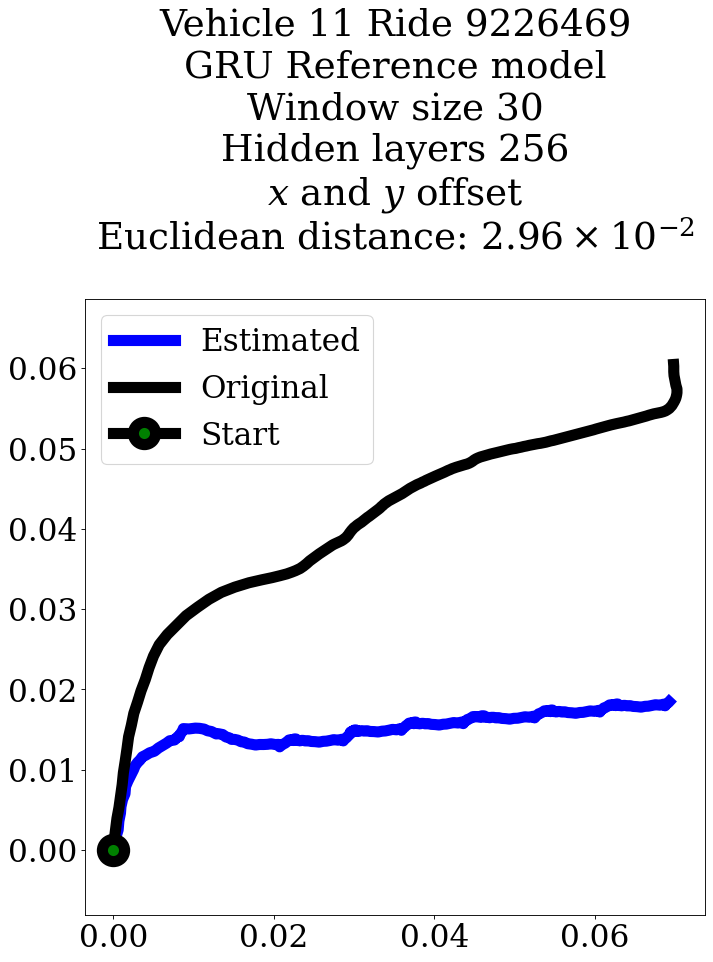 Vehicle 11 Ride 9226469
GRU Reference model
Window size 30
Hidden layers 256
x and y offset
Euclidean distance: 2.96 × 10⁻²
Estimated
Original
Start
0.06
0.05
0.04
0.03
0.02
0.01
0.00
0.00 0.02 0.04 0.06